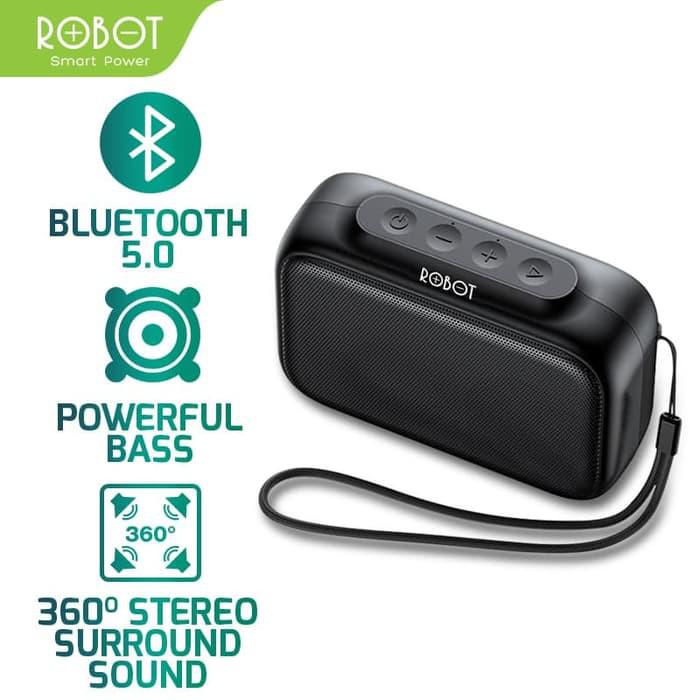 ROBOT
Smart Power
BLUETOOTH
5.0
POWERFUL
BASS
360°
360° STEREO
SURROUND
SOUND
ROBOT